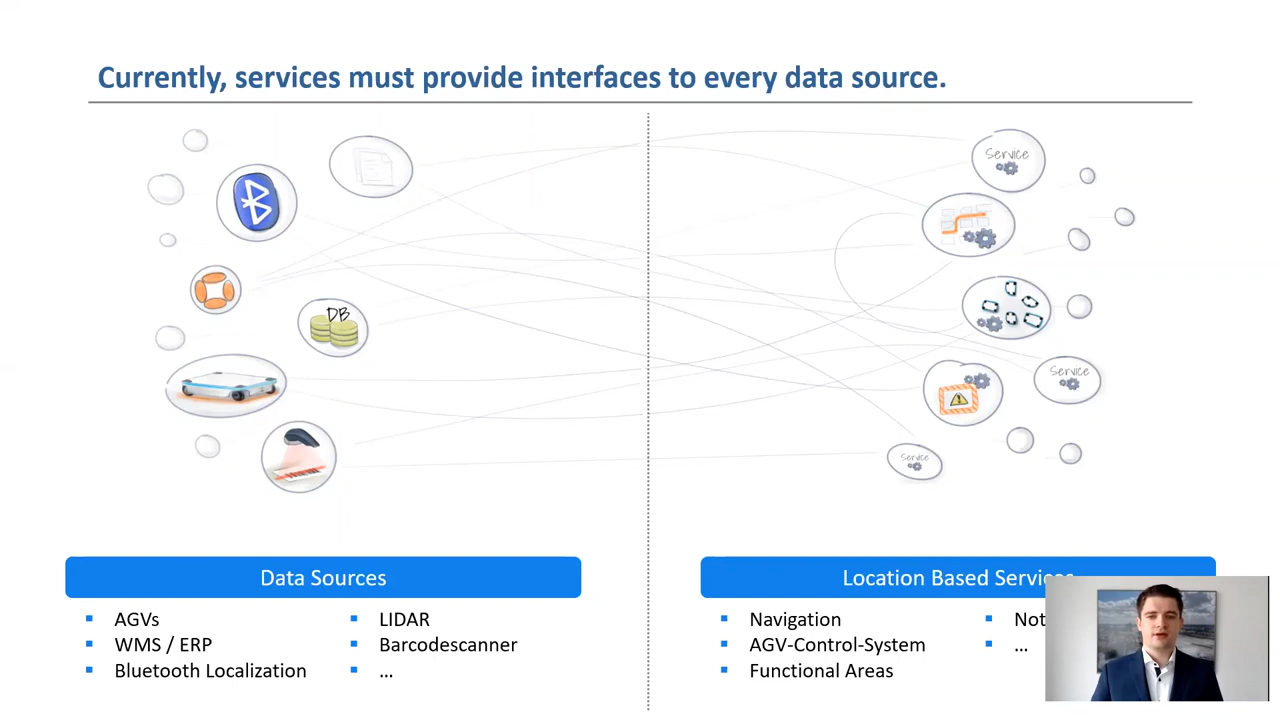 Currently, services must provide interfaces to every data source.
Service
DB
Service
Service
Data Sources
AGVs
WMS / ERP
Bluetooth Localization
LIDAR
Barcodescanner
...
Location Based Services
Navigation
AGV-Control-System
Functional Areas
Not
...